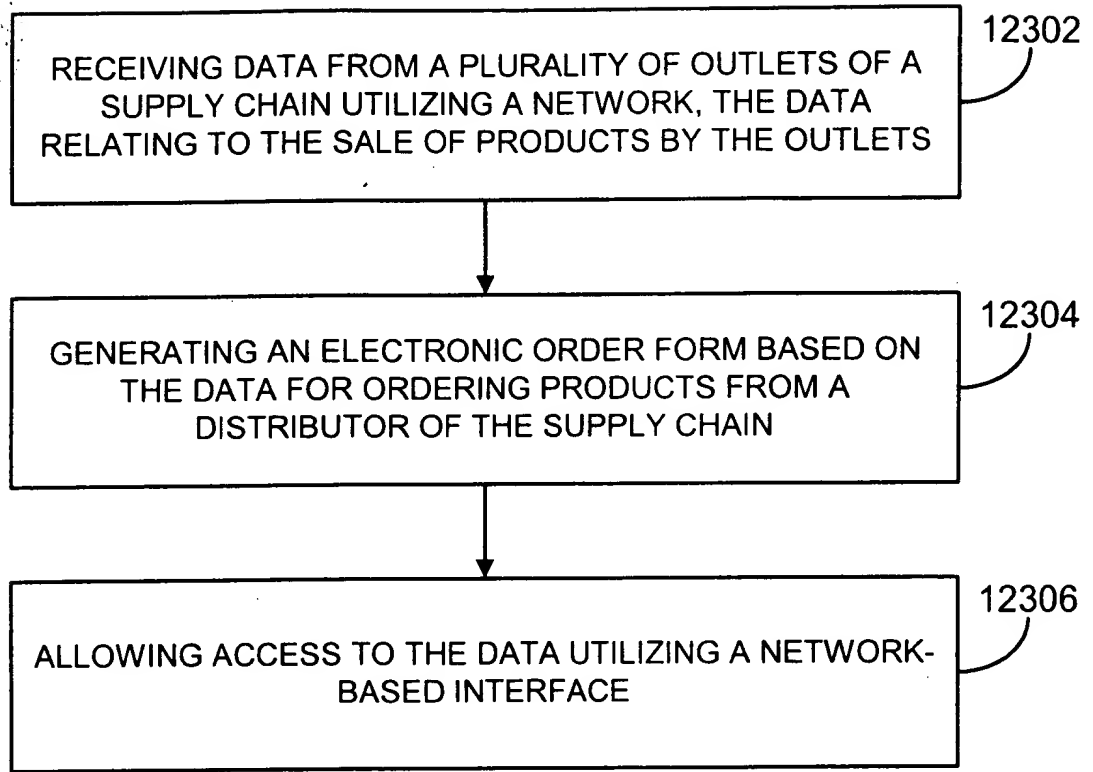 12302
RECEIVING DATA FROM A PLURALITY OF OUTLETS OF A
SUPPLY CHAIN UTILIZING A NETWORK, THE DATA
RELATING TO THE SALE OF PRODUCTS BY THE OUTLETS
12304
GENERATING AN ELECTRONIC ORDER FORM BASED ON
THE DATA FOR ORDERING PRODUCTS FROM A
DISTRIBUTOR OF THE SUPPLY CHAIN
12306
ALLOWING ACCESS TO THE DATA UTILIZING A NETWORK-
BASED INTERFACE